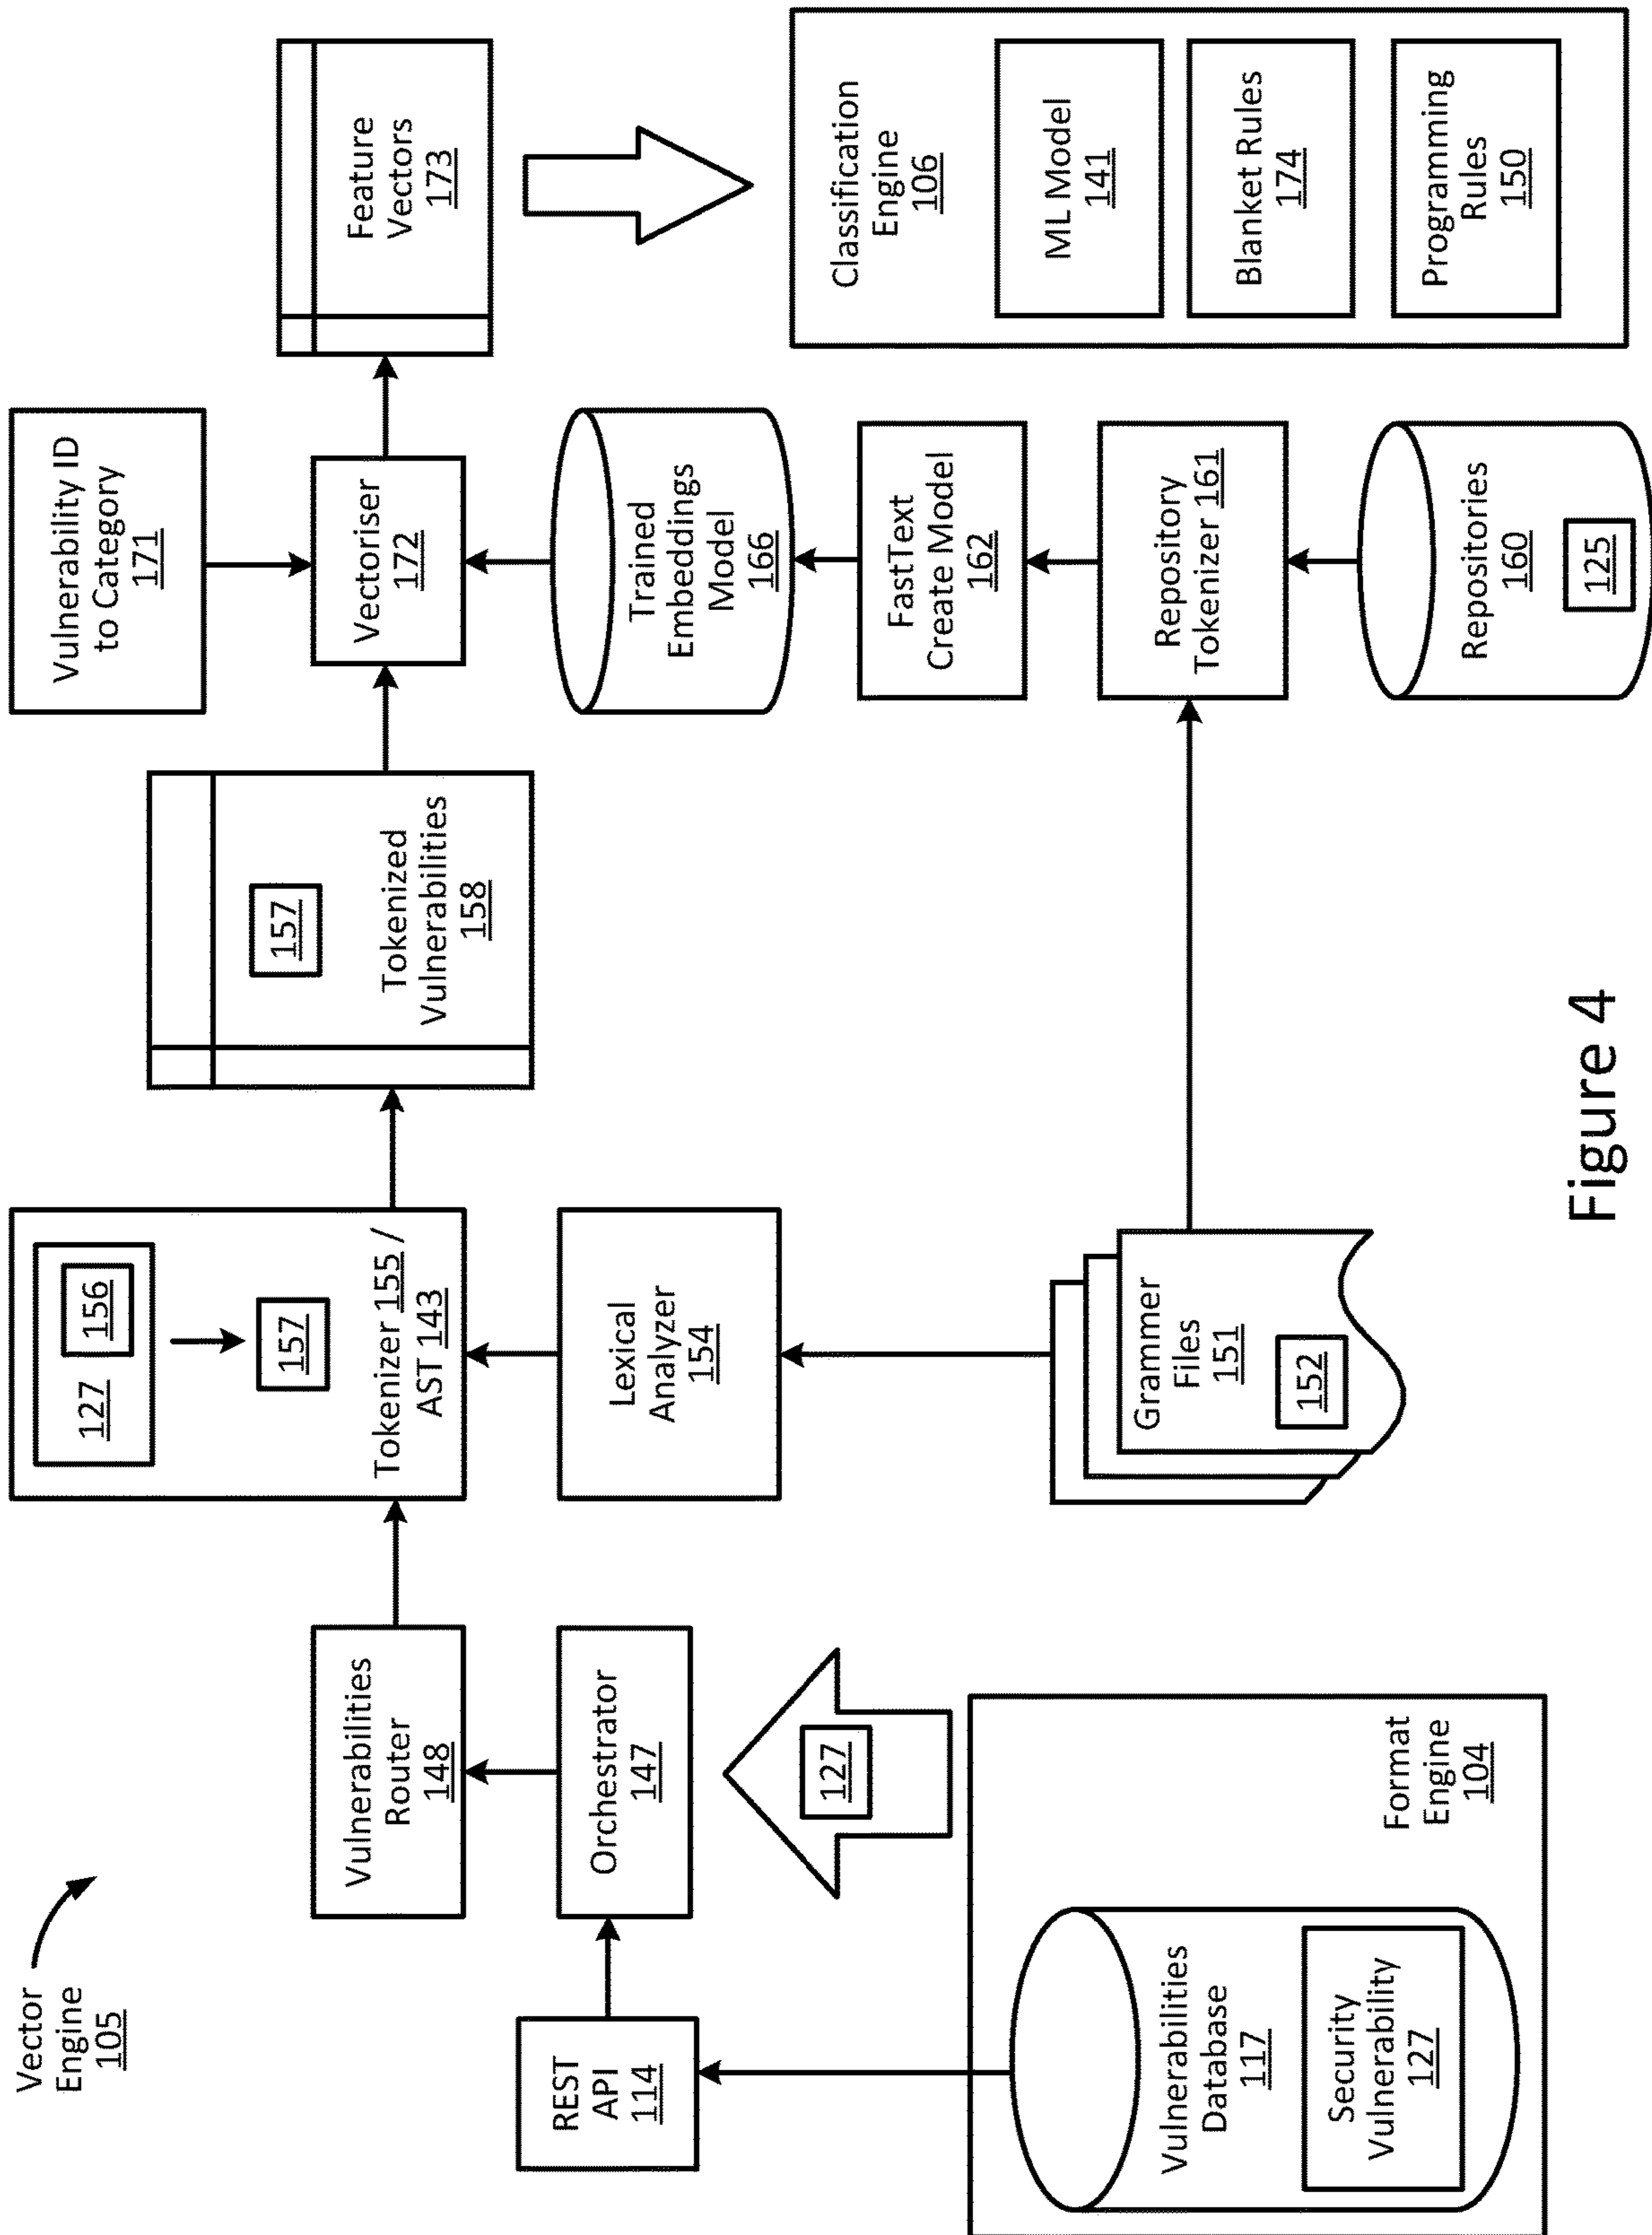 Vector
Engine
105
REST
API
114
Vulnerabilities
Database
117
Security
Vulnerability
127
Format
Engine
104
127
Orchestrator
147
Vulnerabilities
Router
148
127
156
157
Tokenizer 155 /
AST 143
Lexical
Analyzer
154
Grammer
Files
151
152
157
Tokenized
Vulnerabilities
158
Vulnerability ID
to Category
171
Vectoriser
172
Trained
Embeddings
Model
166
FastText
Create Model
162
Repository
Tokenizer 161
Repositories
160
125
Feature
Vectors
173
Classification
Engine
106
ML Model
141
Blanket Rules
174
Programming
Rules
150
Figure 4